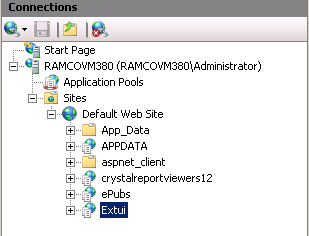 Connections
Start Page
RAMCOVM380 (RAMCOVM380\Administrator)
Application Pools
Sites
Default Web Site
App_Data
APPDATA
aspnet_client
crystalreportviewers12
ePubs
Extui